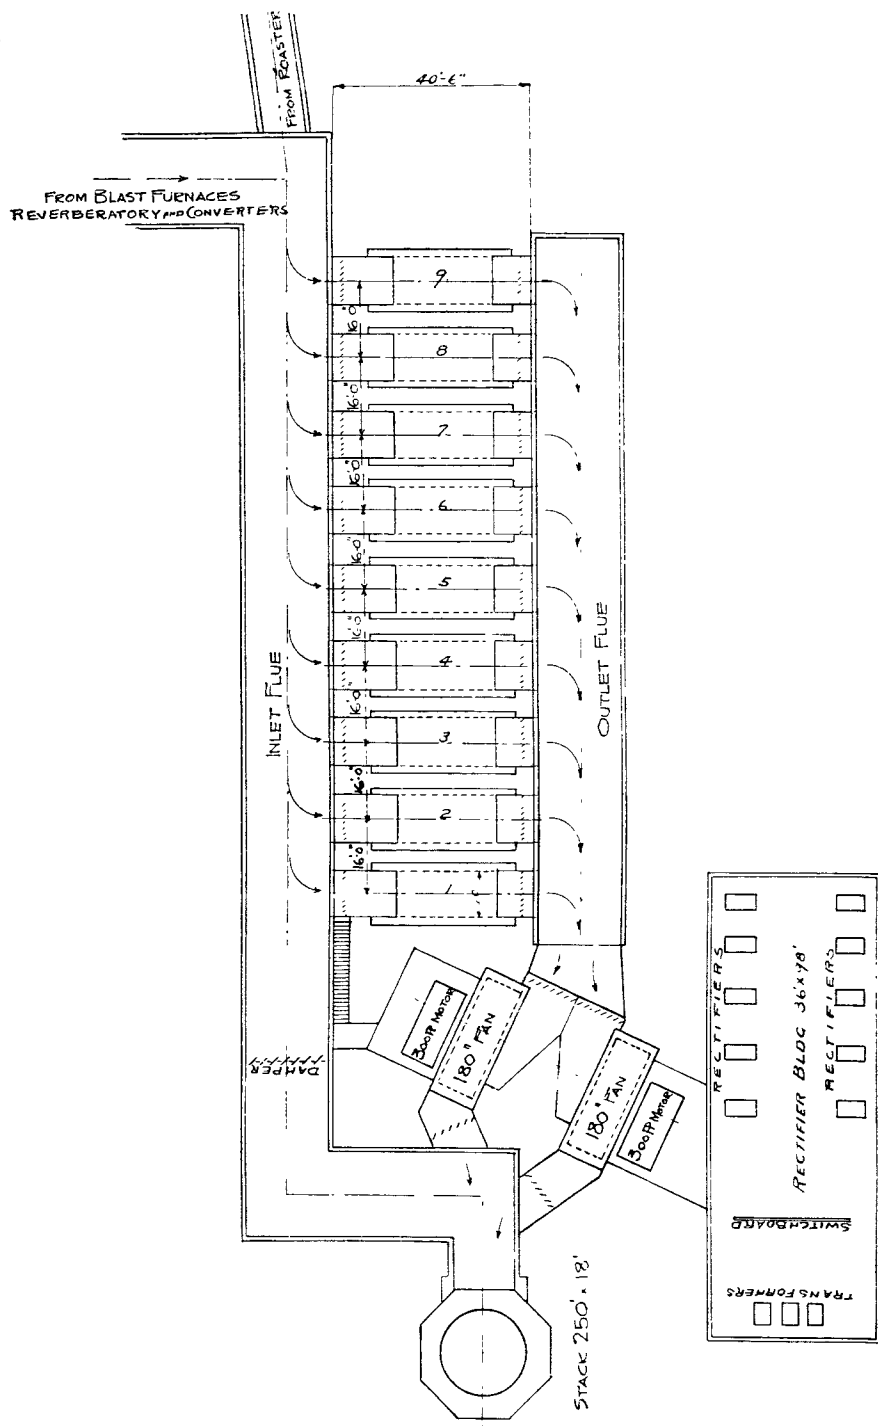 FROM ROASTER
40'-6"
FROM BLAST FURNACES
REVERBERATORY AND CONVERTERS
9
16'0"
8
16'0"
7
16'0"
6
16'0"
5
16'0"
4
16'0"
3
16'0"
2
16'0"
1
INLET FLUE
OUTLET FLUE
DAMPER
300 HP MOTOR
180" FAN
180" FAN
300 HP MOTOR
RECTIFIERS
RECTIFIER BLDG 36'x98'
RECTIFIERS
SWITCHBOARD
TRANSFORMERS
STACK 250' x 18'